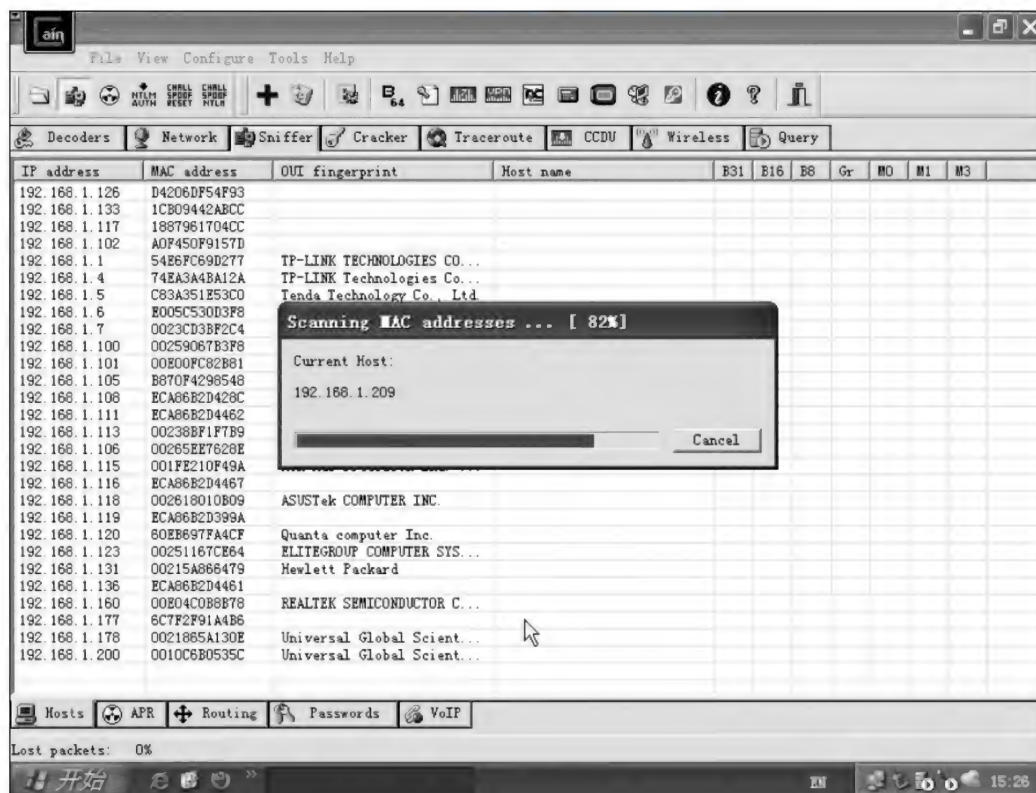 aín
File View Configure Tools Help
NTLM AUTH CHALL SPOOF RESET CHALL SPOOF NTLM B64
Decoders Network Sniffer Cracker Traceroute CCDU Wireless Query
IP address MAC address OUI fingerprint Host name B31 B16 B8 Gr M0 M1 M3
192.168.1.126 D4206DF54F93
192.168.1.133 1CB09442ABCC
192.168.1.117 1887961704CC
192.168.1.102 A0F450F9157D
192.168.1.1 54E6FC69D277 TP-LINK TECHNOLOGIES CO...
192.168.1.4 74EA3A4BA12A TP-LINK Technologies Co...
192.168.1.5 C83A351E53C0 Tenda Technology Co., Ltd
192.168.1.6 E005C530D3F8
192.168.1.7 0023CD3BF2C4
192.168.1.100 00259067B3F8
192.168.1.101 00E00FC82B81
192.168.1.105 B870F4298548
192.168.1.108 ECA86B2D428C
192.168.1.111 ECA86B2D4462
192.168.1.113 00238BF1F7B9
192.168.1.106 00265EE7628E
192.168.1.115 001FE210F49A
192.168.1.116 ECA86B2D4467
192.168.1.118 002618010B09 ASUSTek COMPUTER INC.
192.168.1.119 ECA86B2D399A
192.168.1.120 60EB697FA4CF Quanta computer Inc.
192.168.1.123 00251167CE64 ELITEGROUP COMPUTER SYS...
192.168.1.131 00215A866479 Hewlett Packard
192.168.1.136 ECA86B2D4461
192.168.1.160 00E04C0B8B78 REALTEK SEMICONDUCTOR C...
192.168.1.177 6C7F2F91A4B6
192.168.1.178 0021865A130E Universal Global Scient...
192.168.1.200 0010C6B0535C Universal Global Scient...
Scanning MAC addresses ... [ 82%]
Current Host:
192.168.1.209
Cancel
Hosts APR Routing Passwords VoIP
Lost packets: 0%
开始 EN 15:26